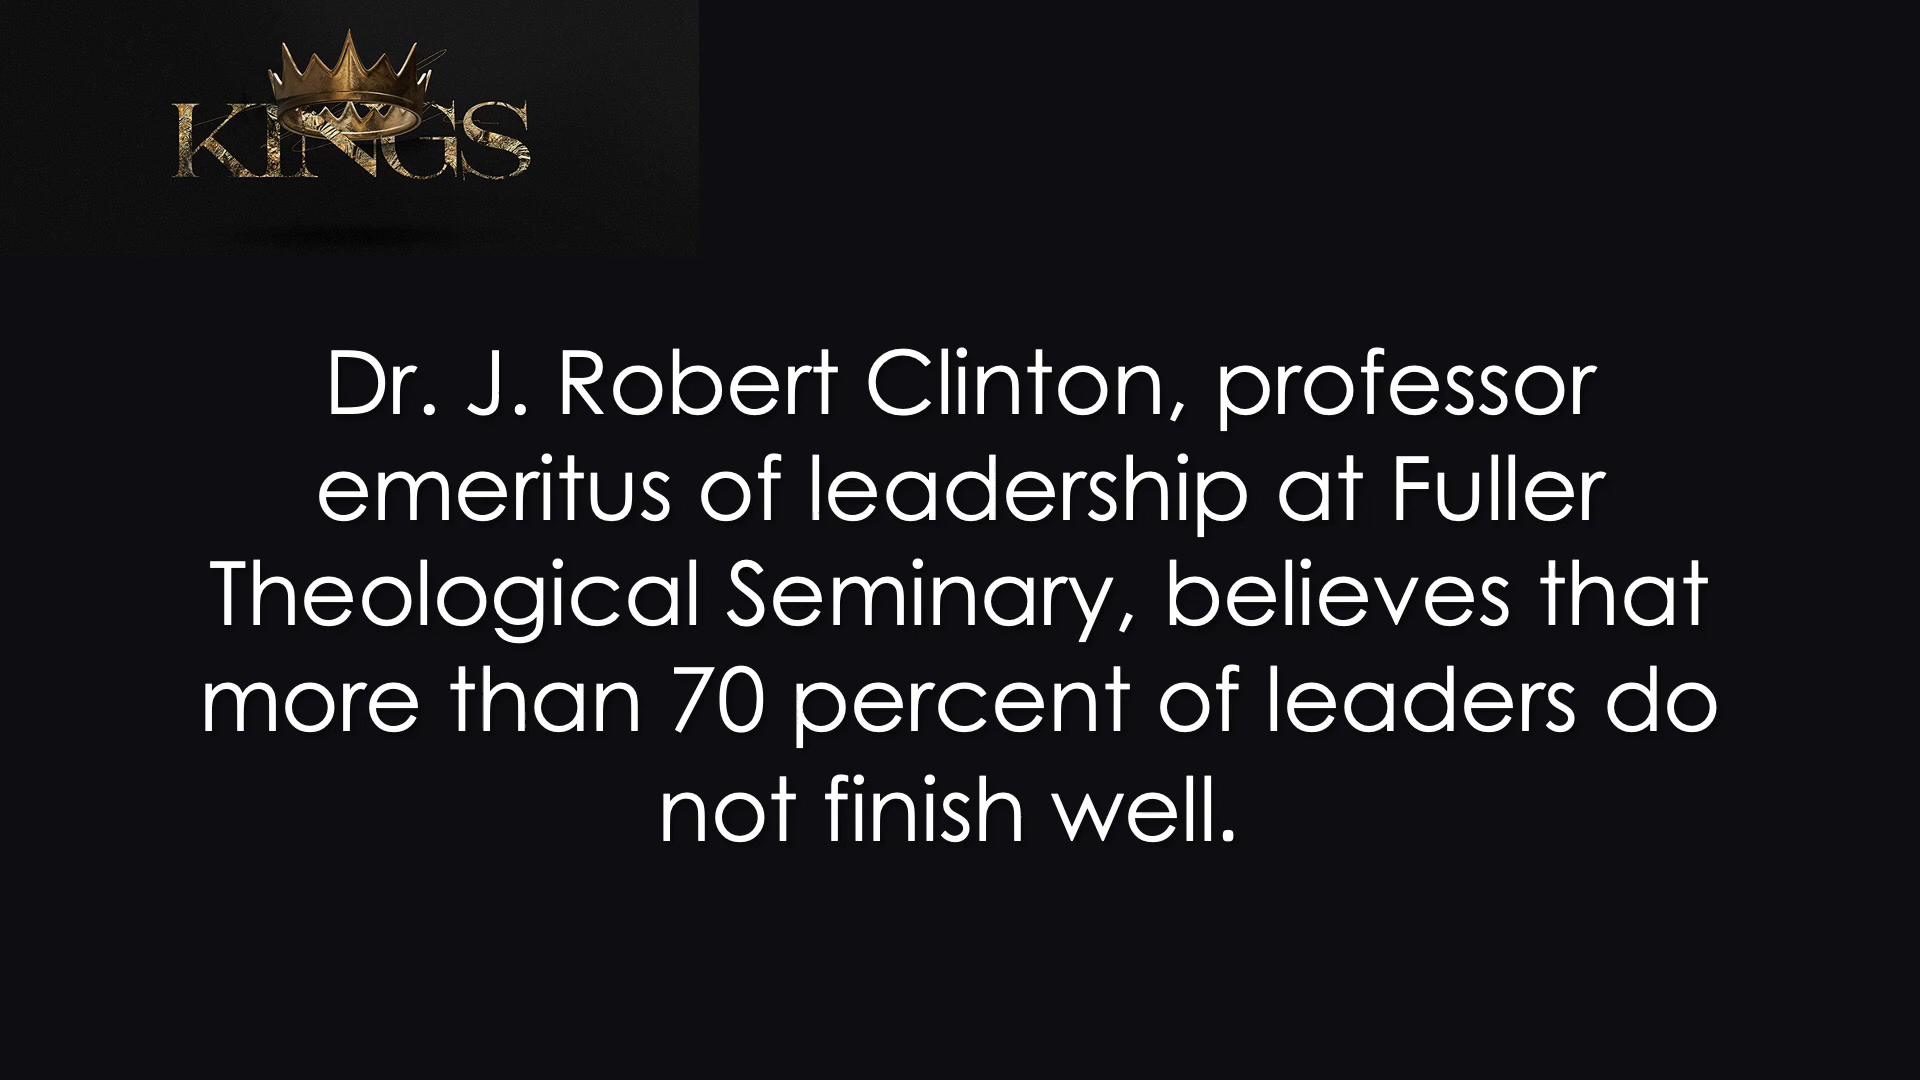 KINGS
Dr. J. Robert Clinton, professor
emeritus of leadership at Fuller
Theological Seminary, believes that
more than 70 percent of leaders do
not finish well.